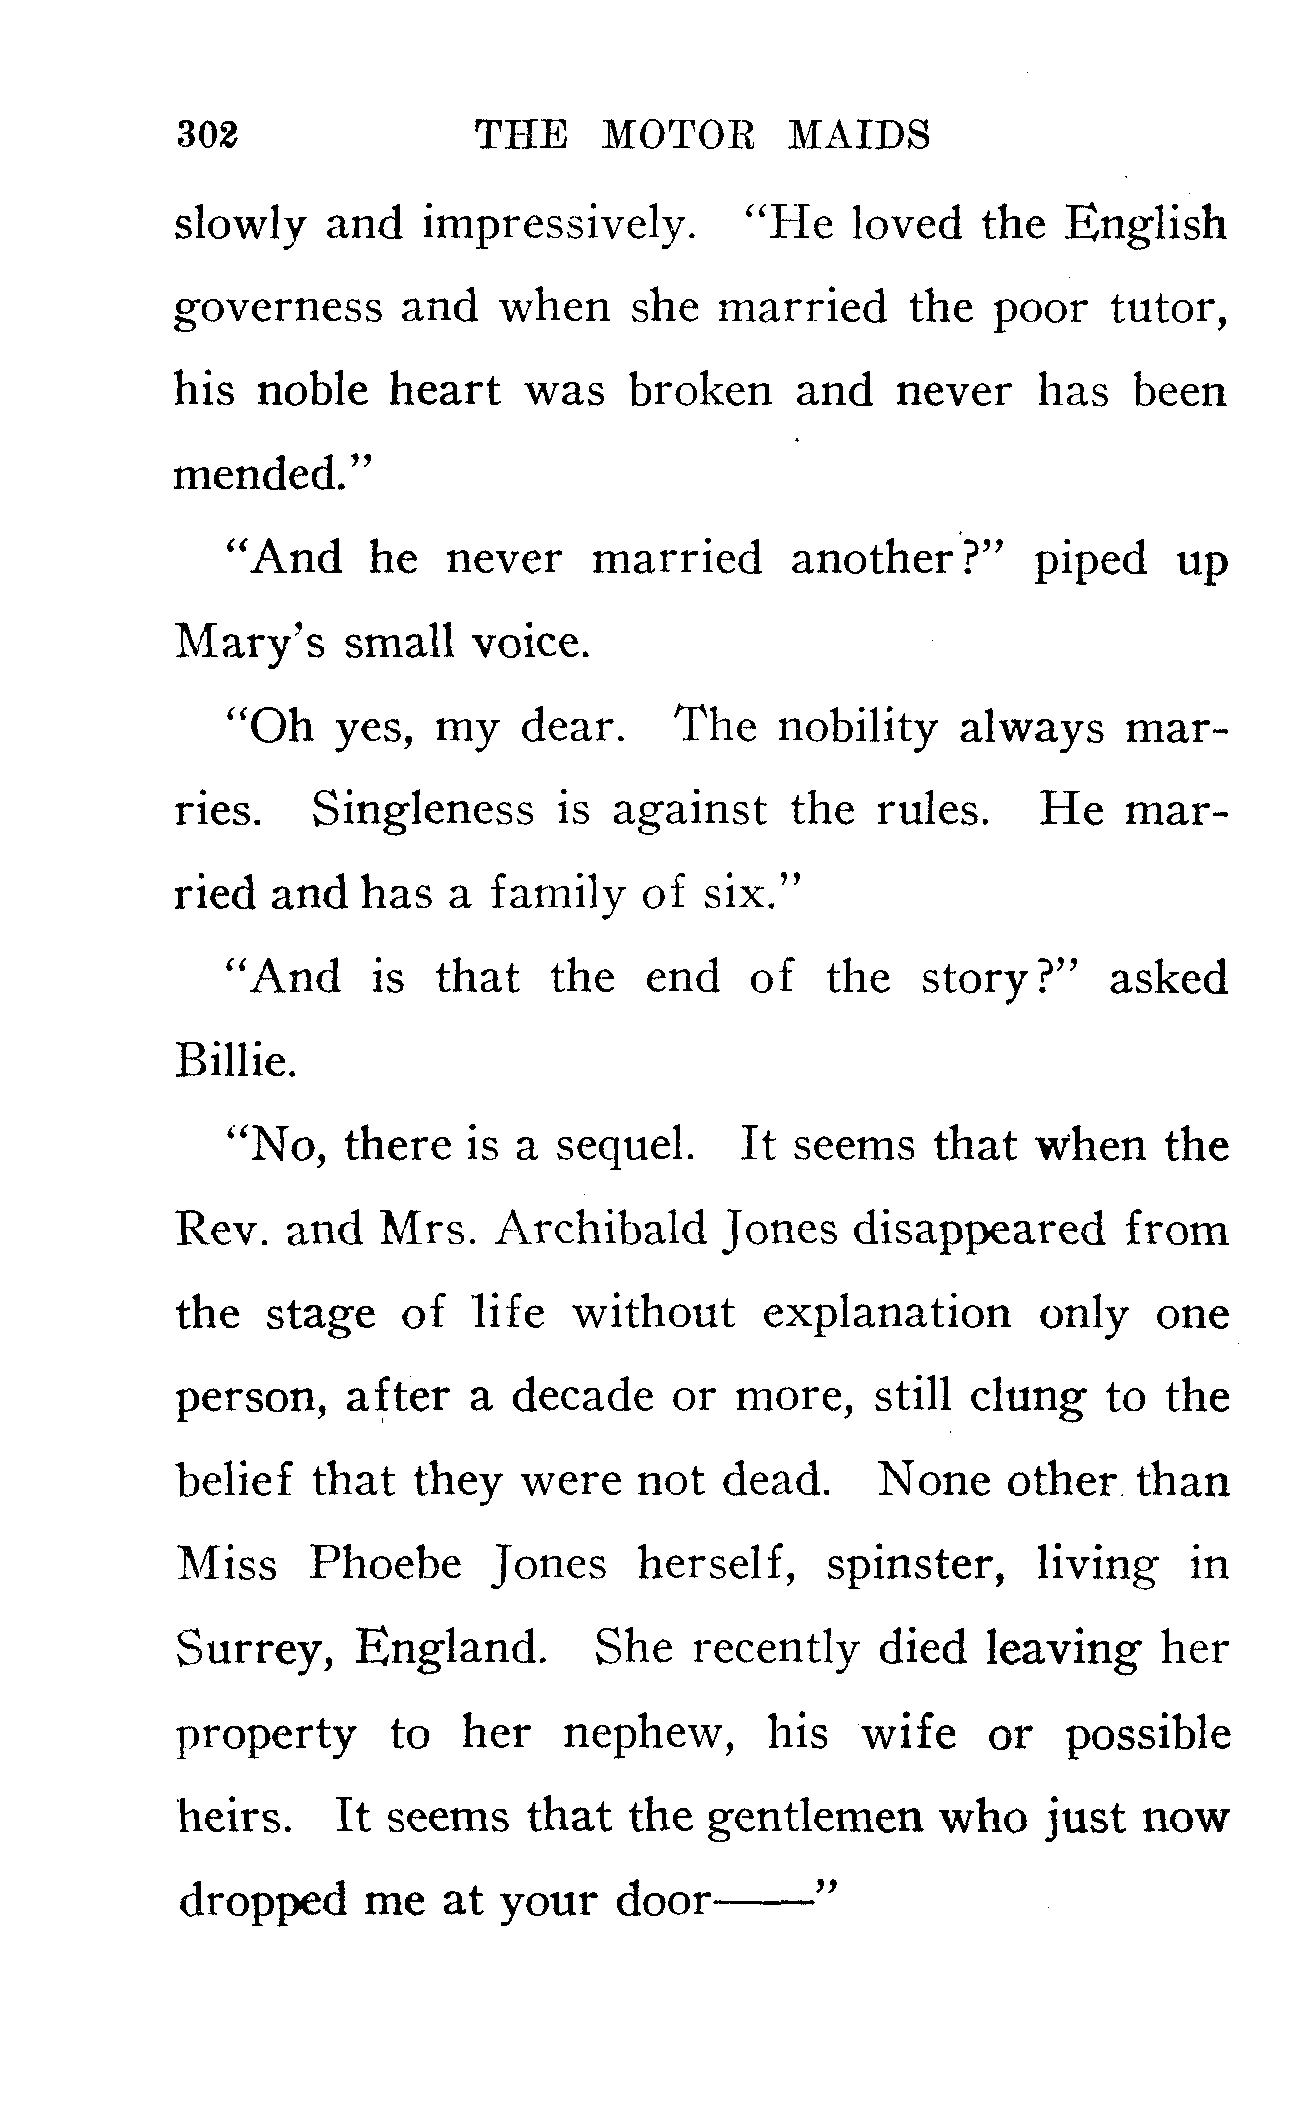 302 THE MOTOR MAIDS
slowly and impressively. "He loved the English
governess and when she married the poor tutor,
his noble heart was broken and never has been
mended."
"And he never married another?" piped up
Mary's small voice.
"Oh yes, my dear. The nobility always mar-
ries. Singleness is against the rules. He mar-
ried and has a family of six."
"And is that the end of the story?" asked
Billie.
"No, there is a sequel. It seems that when the
Rev. and Mrs. Archibald Jones disappeared from
the stage of life without explanation only one
person, after a decade or more, still clung to the
belief that they were not dead. None other than
Miss Phoebe Jones herself, spinster, living in
Surrey, England. She recently died leaving her
property to her nephew, his wife or possible
heirs. It seems that the gentlemen who just now
dropped me at your door——"